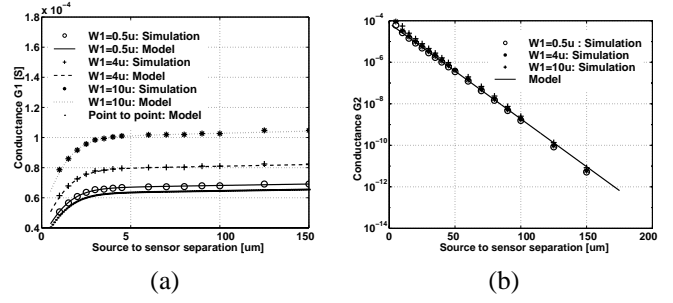 x 10⁻⁴
1.8
1.6
1.4
1.2
1
0.8
0.6
0.4
Conductance G1 [S]
W1=0.5u: Simulation
W1=0.5u: Model
W1=4u: Simulation
W1=4u: Model
W1=10u: Simulation
W1=10u: Model
Point to point: Model
0 5 100 150
Source to sensor separation [um]
(a)
10⁻⁴
10⁻⁶
10⁻⁸
10⁻¹⁰
10⁻¹²
10⁻¹⁴
Conductance G2
W1=0.5u : Simulation
W1=4u: Simulation
W1=10u: Simulation
Model
0 50 100 150 200
Source to sensor separation [um]
(b)